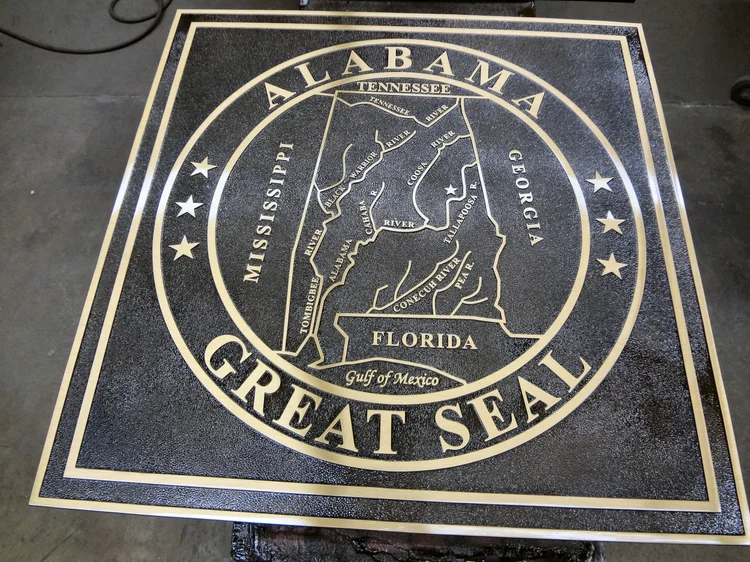 ALABAMA
TENNESSEE
TENNESSEE RIVER
MISSISSIPPI
GEORGIA
BLACK WARRIOR RIVER
COOSA RIVER
CAHABA R.
TALLAPOOSA R.
RIVER
ALABAMA
TOMBIGBEE RIVER
CONECUH RIVER
PEA R.
FLORIDA
Gulf of Mexico
GREAT SEAL